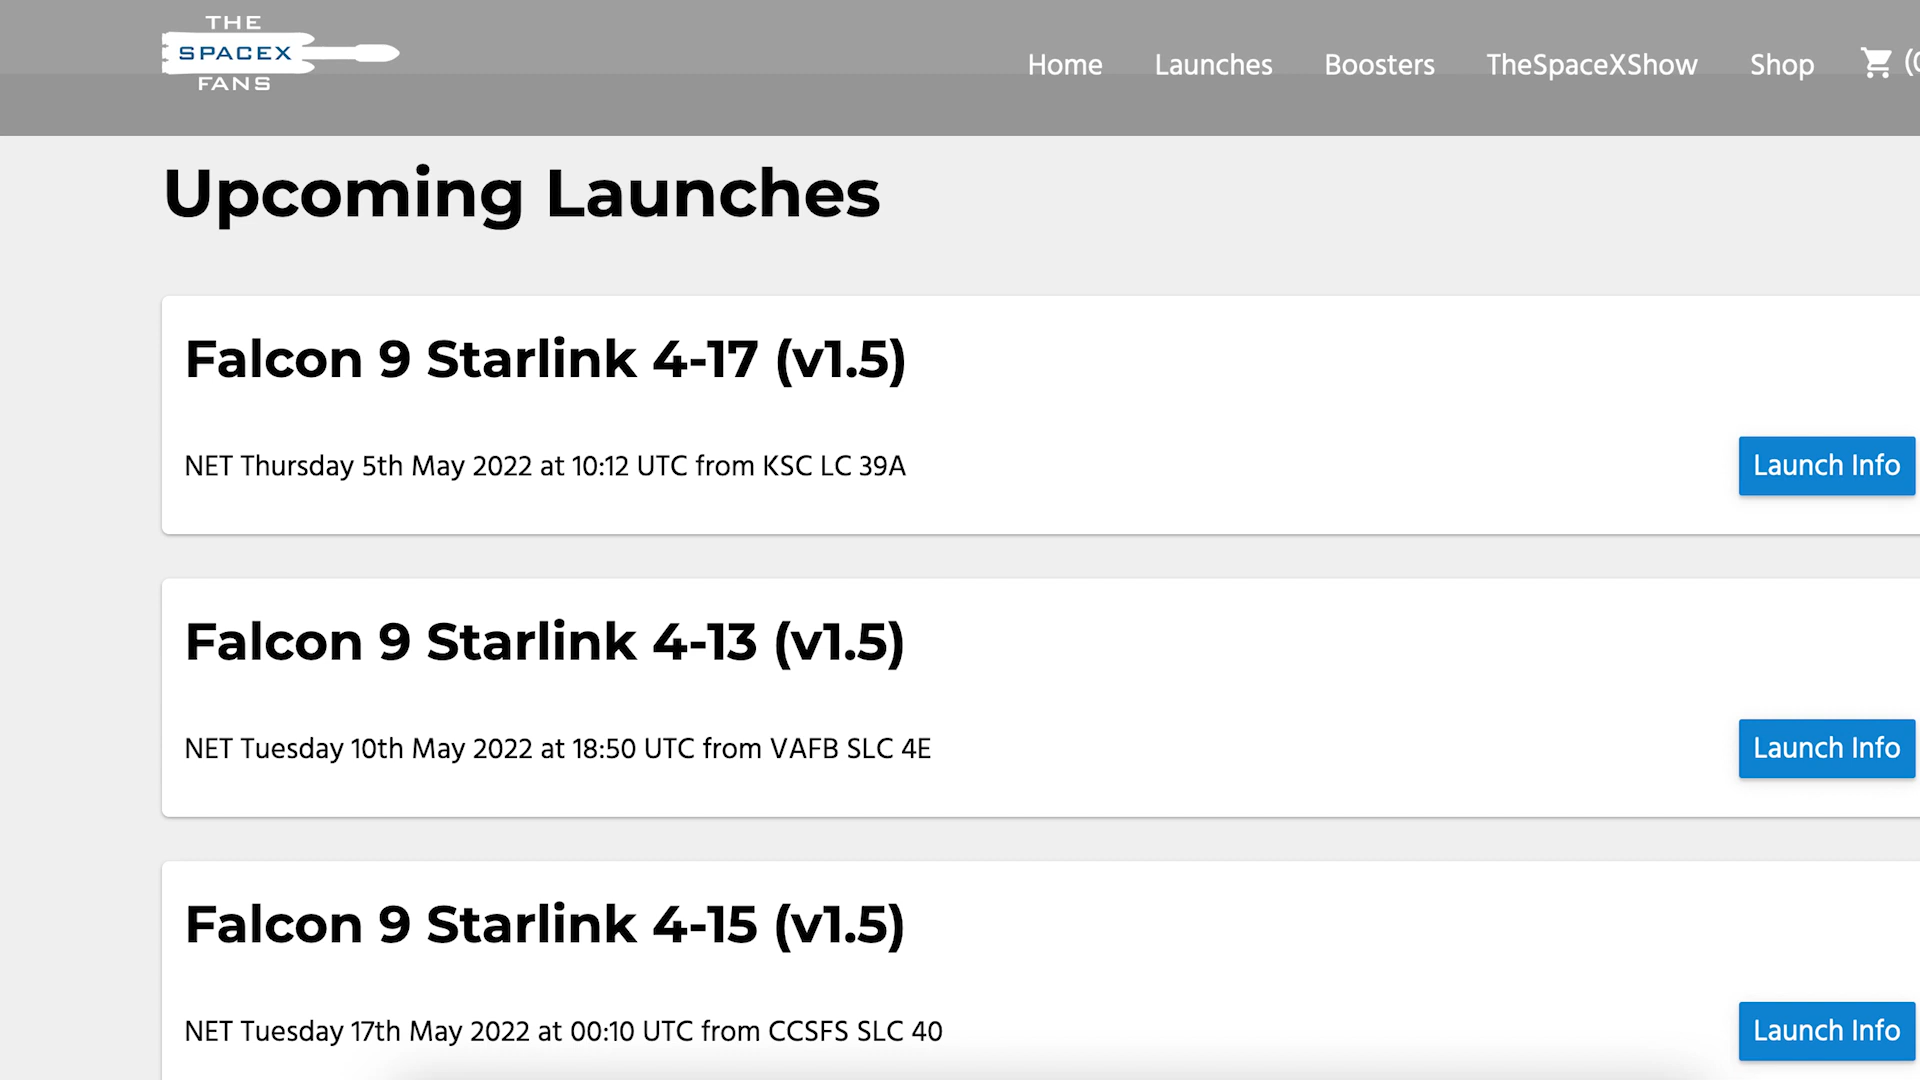 THE
SPACEX
FANS
Home Launches Boosters TheSpaceXShow Shop
Upcoming Launches
Falcon 9 Starlink 4-17 (v1.5)
NET Thursday 5th May 2022 at 10:12 UTC from KSC LC 39A
Launch Info
Falcon 9 Starlink 4-13 (v1.5)
NET Tuesday 10th May 2022 at 18:50 UTC from VAFB SLC 4E
Launch Info
Falcon 9 Starlink 4-15 (v1.5)
NET Tuesday 17th May 2022 at 00:10 UTC from CCSFS SLC 40
Launch Info